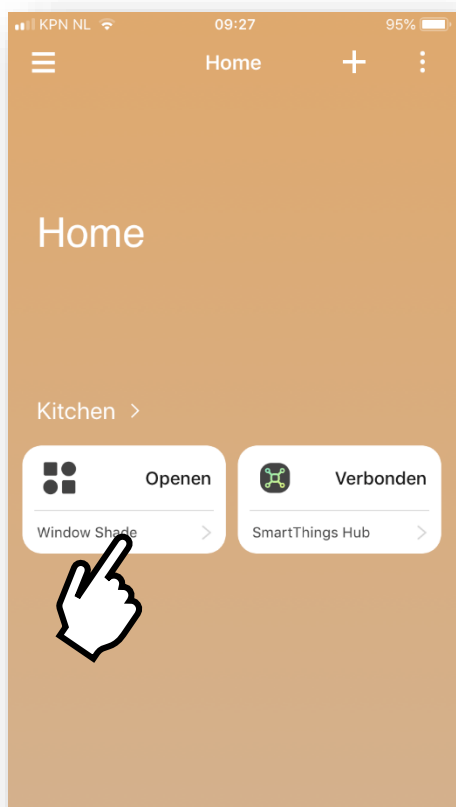 KPN NL 09:27 95%
Home
Home
Kitchen >
Openen Verbonden
Window Shade > SmartThings Hub >